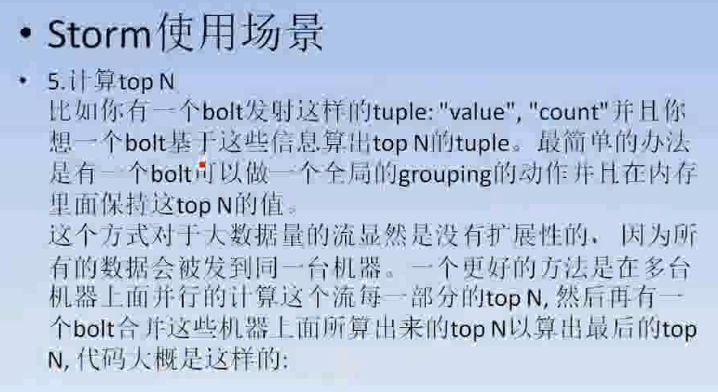 • Storm使用场景
• 5.计算top N
比如你有一个bolt发射这样的tuple: "value", "count"并且你
想一个bolt基于这些信息算出top N的tuple。最简单的办法
是有一个bolt可以做一个全局的grouping的动作并且在内存
里面保持这top N的值。
这个方式对于大数据量的流显然是没有扩展性的， 因为所
有的数据会被发到同一台机器。一个更好的方法是在多台
机器上面并行的计算这个流每一部分的top N, 然后再有一
个bolt合并这些机器上面所算出来的top N以算出最后的top
N, 代码大概是这样的: